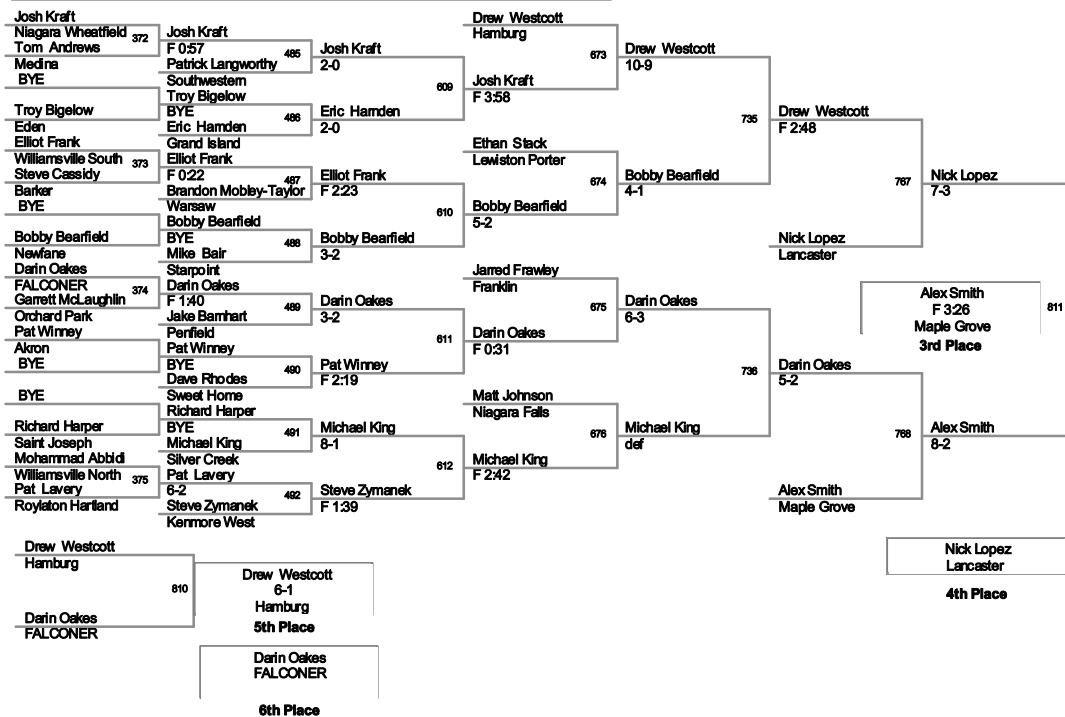 Josh Kraft
Niagara Wheatfield
372
Tom Andrews
Medina
BYE
Troy Bigelow
Eden
Elliot Frank
Williamsville South
373
Steve Cassidy
Barker
BYE
Bobby Bearfield
Newfane
Darin Oakes
FALCONER
374
Garrett McLaughlin
Orchard Park
Pat Winney
Akron
BYE
BYE
Richard Harper
Saint Joseph
Mohammad Abbidi
Williamsville North
375
Pat Lavery
Roylaton Hartland
Josh Kraft
F 0:57
485
Patrick Langworthy
Southwestern
Troy Bigelow
BYE
486
Eric Hamden
Grand Island
Elliot Frank
F 0:22
487
Brandon Mobley-Taylor
Warsaw
Bobby Bearfield
BYE
488
Mike Bair
Starpoint
Darin Oakes
F 1:40
489
Jake Barnhart
Penfield
Pat Winney
BYE
490
Dave Rhodes
Sweet Home
Richard Harper
BYE
491
Michael King
Silver Creek
Pat Lavery
6-2
492
Steve Zymanek
Kenmore West
Josh Kraft
2-0
609
Eric Hamden
2-0
Elliot Frank
F 2:23
610
Bobby Bearfield
3-2
Darin Oakes
3-2
611
Pat Winney
F 2:19
Michael King
8-1
612
Steve Zymanek
F 1:39
Drew Westcott
Hamburg
673
Josh Kraft
F 3:58
Ethan Stack
Lewiston Porter
674
Bobby Bearfield
5-2
Jarred Frawley
Franklin
675
Darin Oakes
F 0:31
Matt Johnson
Niagara Falls
676
Michael King
F 2:42
Drew Westcott
10-9
735
Bobby Bearfield
4-1
Darin Oakes
6-3
736
Michael King
def
Drew Westcott
F 2:48
767
Nick Lopez
Lancaster
Darin Oakes
5-2
768
Alex Smith
Maple Grove
Nick Lopez
7-3
Alex Smith
F 3:26
Maple Grove
811
3rd Place
Alex Smith
8-2
Nick Lopez
Lancaster
4th Place
Drew Westcott
Hamburg
810
Darin Oakes
FALCONER
Drew Westcott
6-1
Hamburg
5th Place
Darin Oakes
FALCONER
6th Place